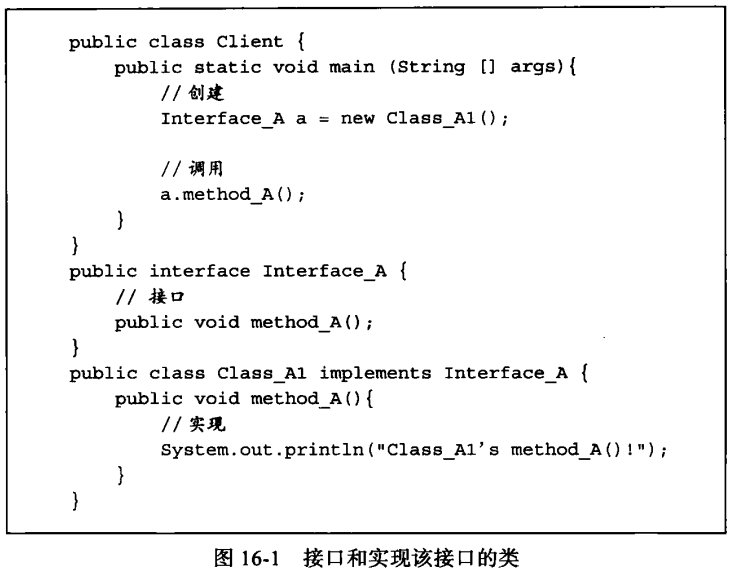 public class Client {
    public static void main (String [] args){
        //创建
        Interface_A a = new Class_A1();
        //调用
        a.method_A();
    }
}
public interface Interface_A {
    // 接口
    public void method_A();
}
public class Class_A1 implements Interface_A {
    public void method_A(){
        //实现
        System.out.println("Class_A1's method_A()!");
    }
}
图 16-1 接口和实现该接口的类